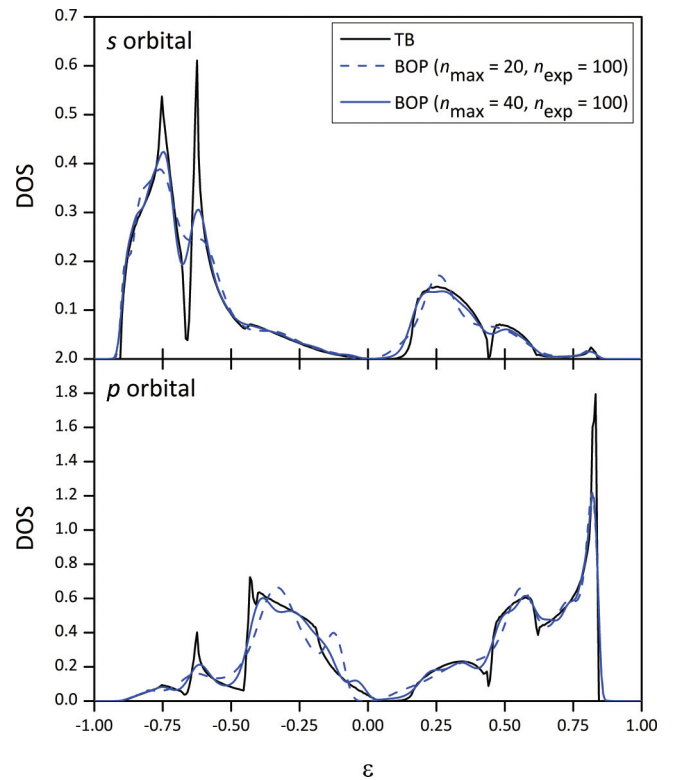 0.7
s orbital
TB
BOP (nmax = 20, nexp = 100)
BOP (nmax = 40, nexp = 100)
0.6
0.5
0.4
0.3
0.2
0.1
DOS
2.0
p orbital
1.8
1.6
1.4
1.2
1.0
0.8
0.6
0.4
0.2
0.0
DOS
-1.00 -0.75 -0.50 -0.25 0.00 0.25 0.50 0.75 1.00
ε